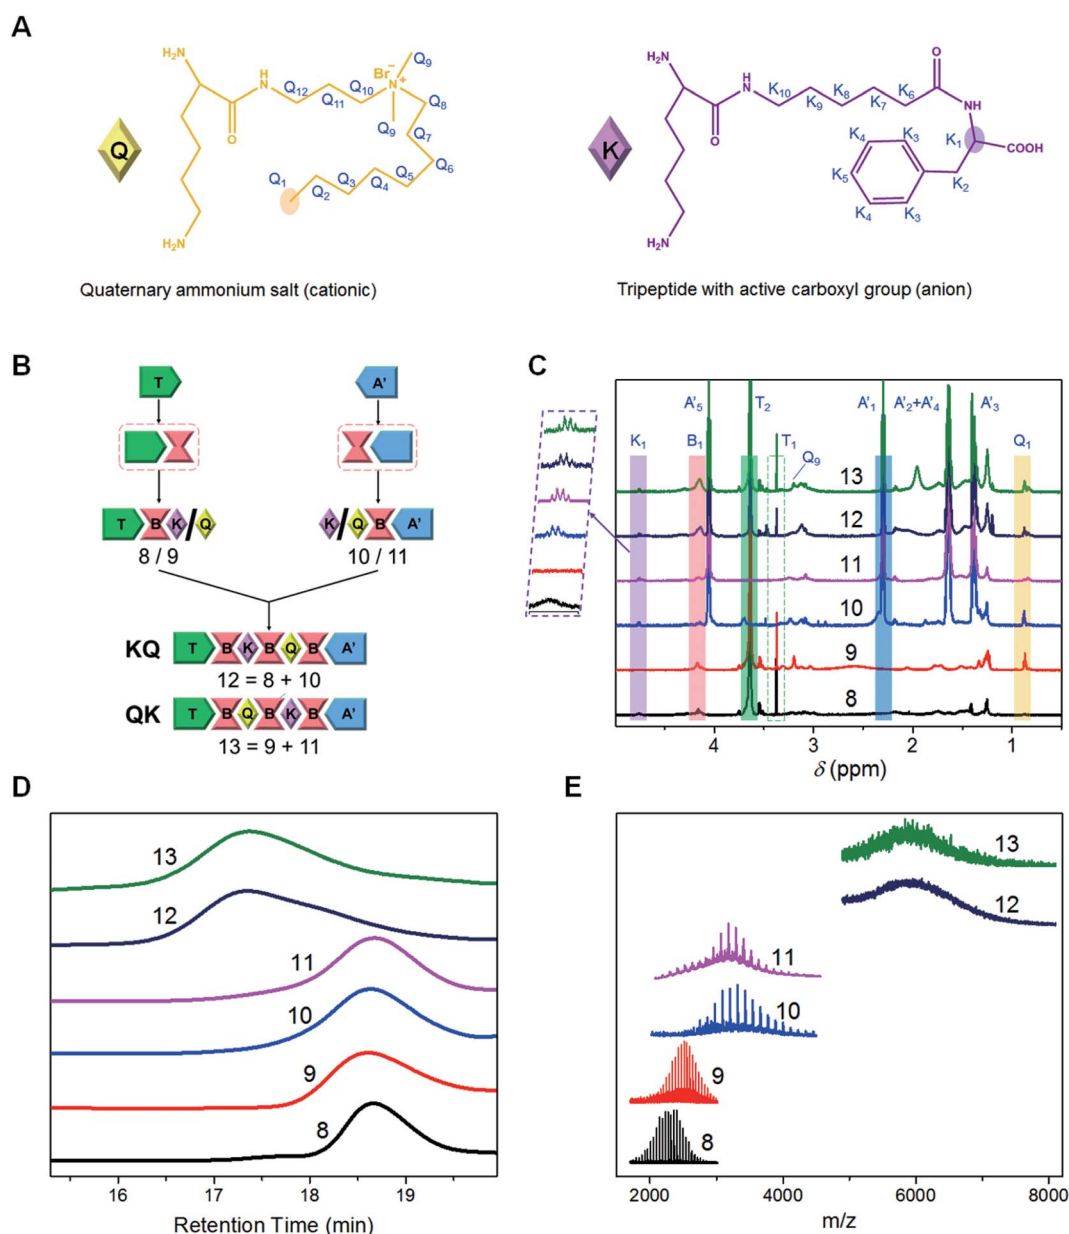 A
H₂N
H
N
Br⁻
N⁺
Q₉
Q₁₂
Q₁₁
Q₁₀
Q₉
Q₈
Q₇
Q₆
Q₅
Q₄
Q₃
Q₂
Q₁
O
H₂N
Q
Quaternary ammonium salt (cationic)
H₂N
H
N
O
K₁₀
K₉
K₈
K₇
K₆
O
NH
K₁
COOH
K₂
K₃
K₄
K₅
K₄
K₃
H₂N
K
Tripeptide with active carboxyl group (anion)
B
T
A'
T B K / Q
8 / 9
K / Q B A'
10 / 11
KQ T B K B Q B A'
12 = 8 + 10
QK T B Q B K B A'
13 = 9 + 11
C
K₁ B₁ A'₅ T₂ T₁ Q₉ A'₁ A'₂+A'₄ A'₃ Q₁
13
12
11
10
9
8
4 3 2 1
δ (ppm)
D
13
12
11
10
9
8
16 17 18 19
Retention Time (min)
E
13
12
11
10
9
8
2000 4000 6000 8000
m/z